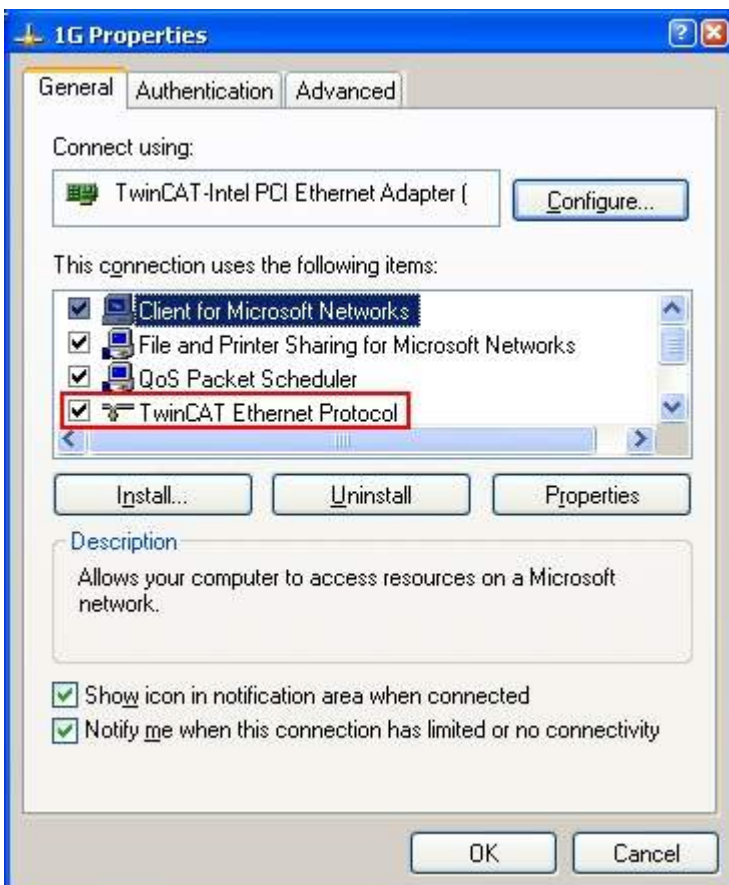 1G Properties
General
Authentication
Advanced
Connect using:
TwinCAT-Intel PCI Ethernet Adapter (
Configure...
This connection uses the following items:
Client for Microsoft Networks
File and Printer Sharing for Microsoft Networks
QoS Packet Scheduler
TwinCAT Ethernet Protocol
Install...
Uninstall
Properties
Description
Allows your computer to access resources on a Microsoft
network.
Show icon in notification area when connected
Notify me when this connection has limited or no connectivity
OK
Cancel